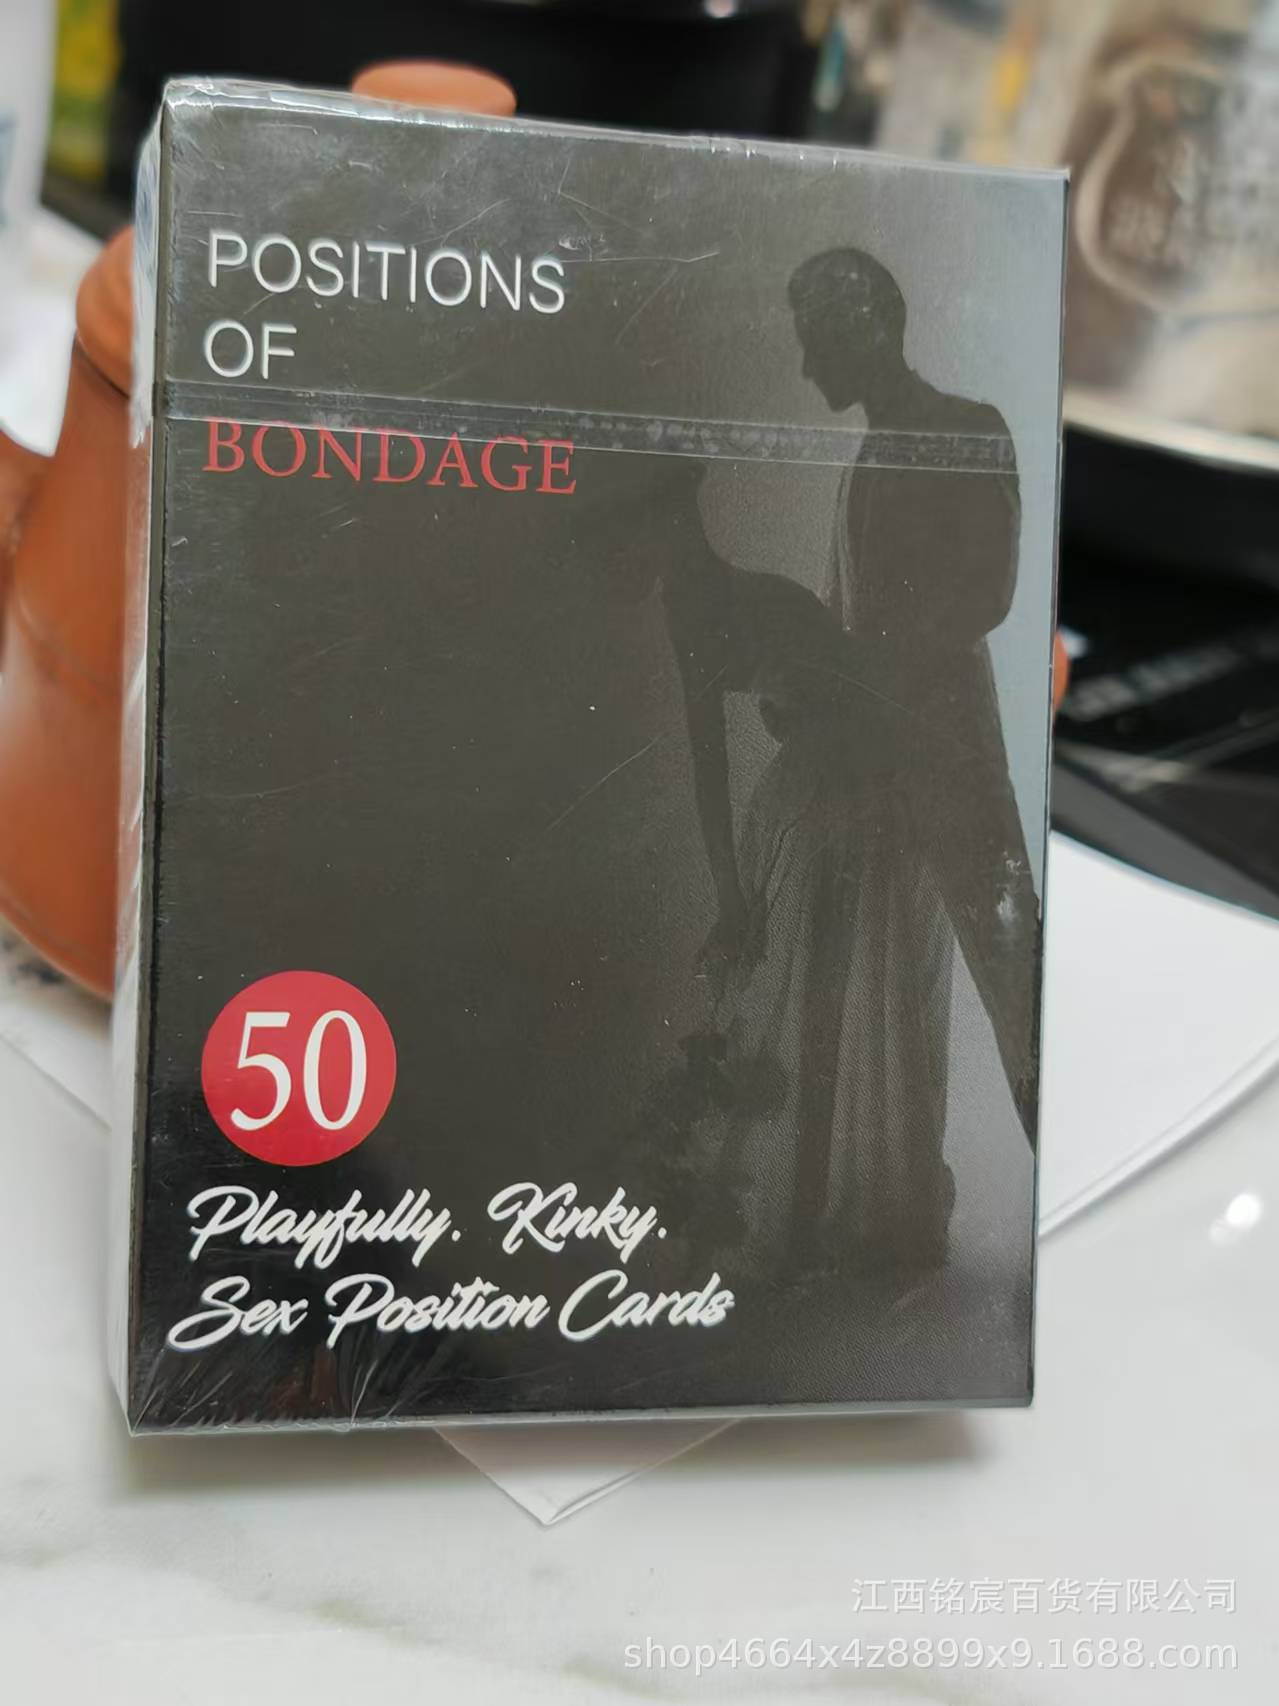 POSITIONS
OF
BONDAGE
50
Playfully. Kinky.
Sex Position Cards
江西铭宸百货有限公司
shop4664x4z8899x9.1688.com